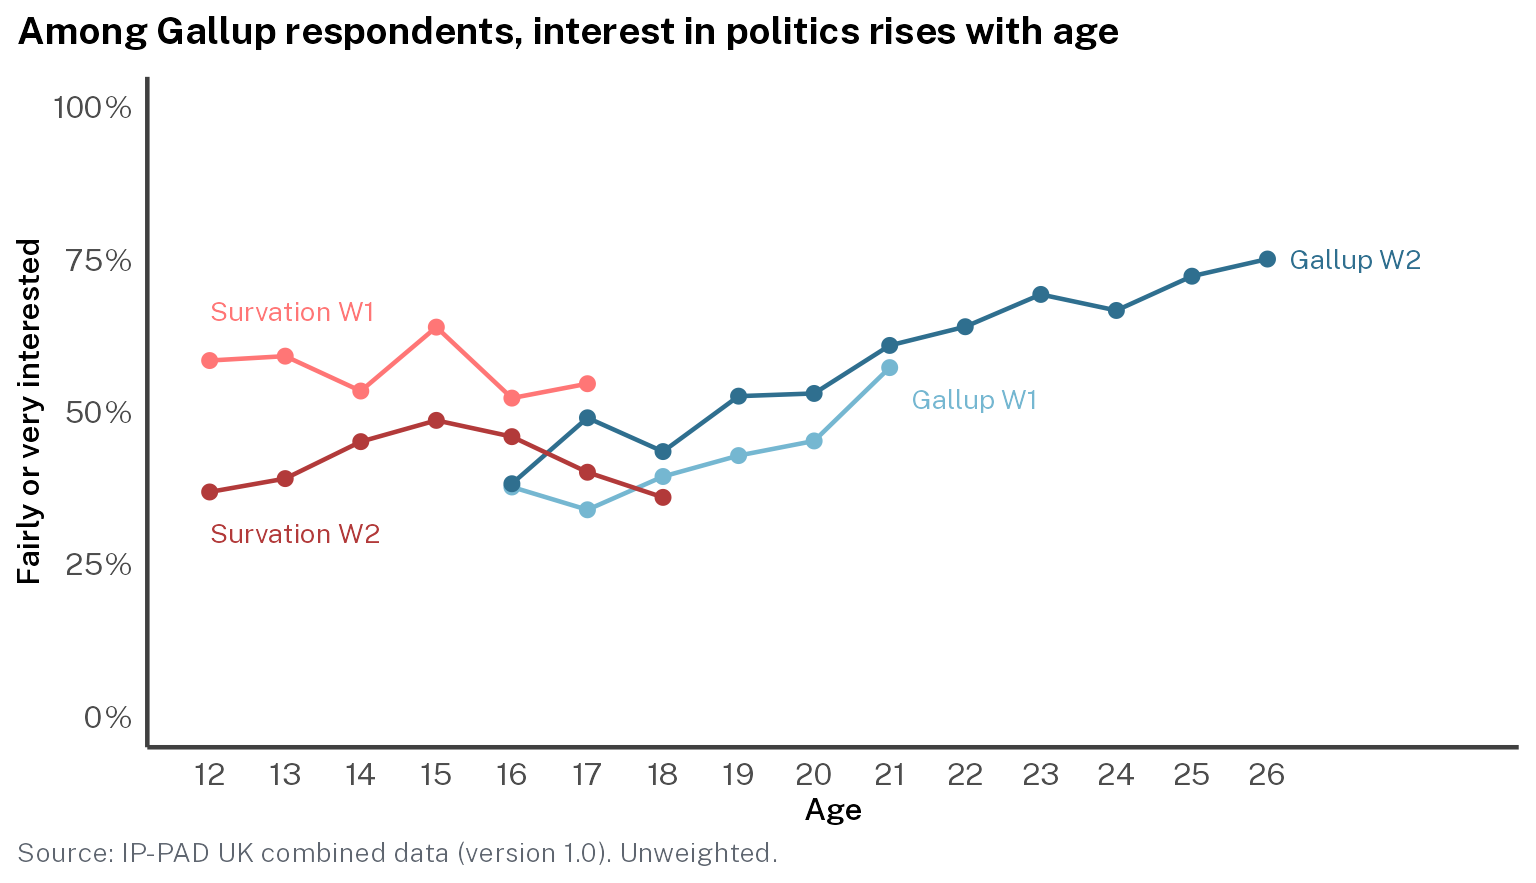 Among Gallup respondents, interest in politics rises with age
Fairly or very interested
100%
75%
50%
25%
0%
Survation W1
Survation W2
Gallup W2
Gallup W1
12 13 14 15 16 17 18 19 20 21 22 23 24 25 26
Age
Source: IP-PAD UK combined data (version 1.0). Unweighted.